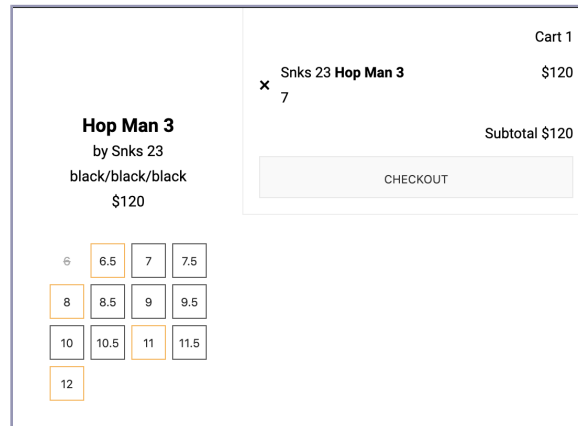 Cart 1
✕ Snks 23 Hop Man 3 $120
7
Subtotal $120
CHECKOUT
Hop Man 3
by Snks 23
black/black/black
$120
6 6.5 7 7.5
8 8.5 9 9.5
10 10.5 11 11.5
12